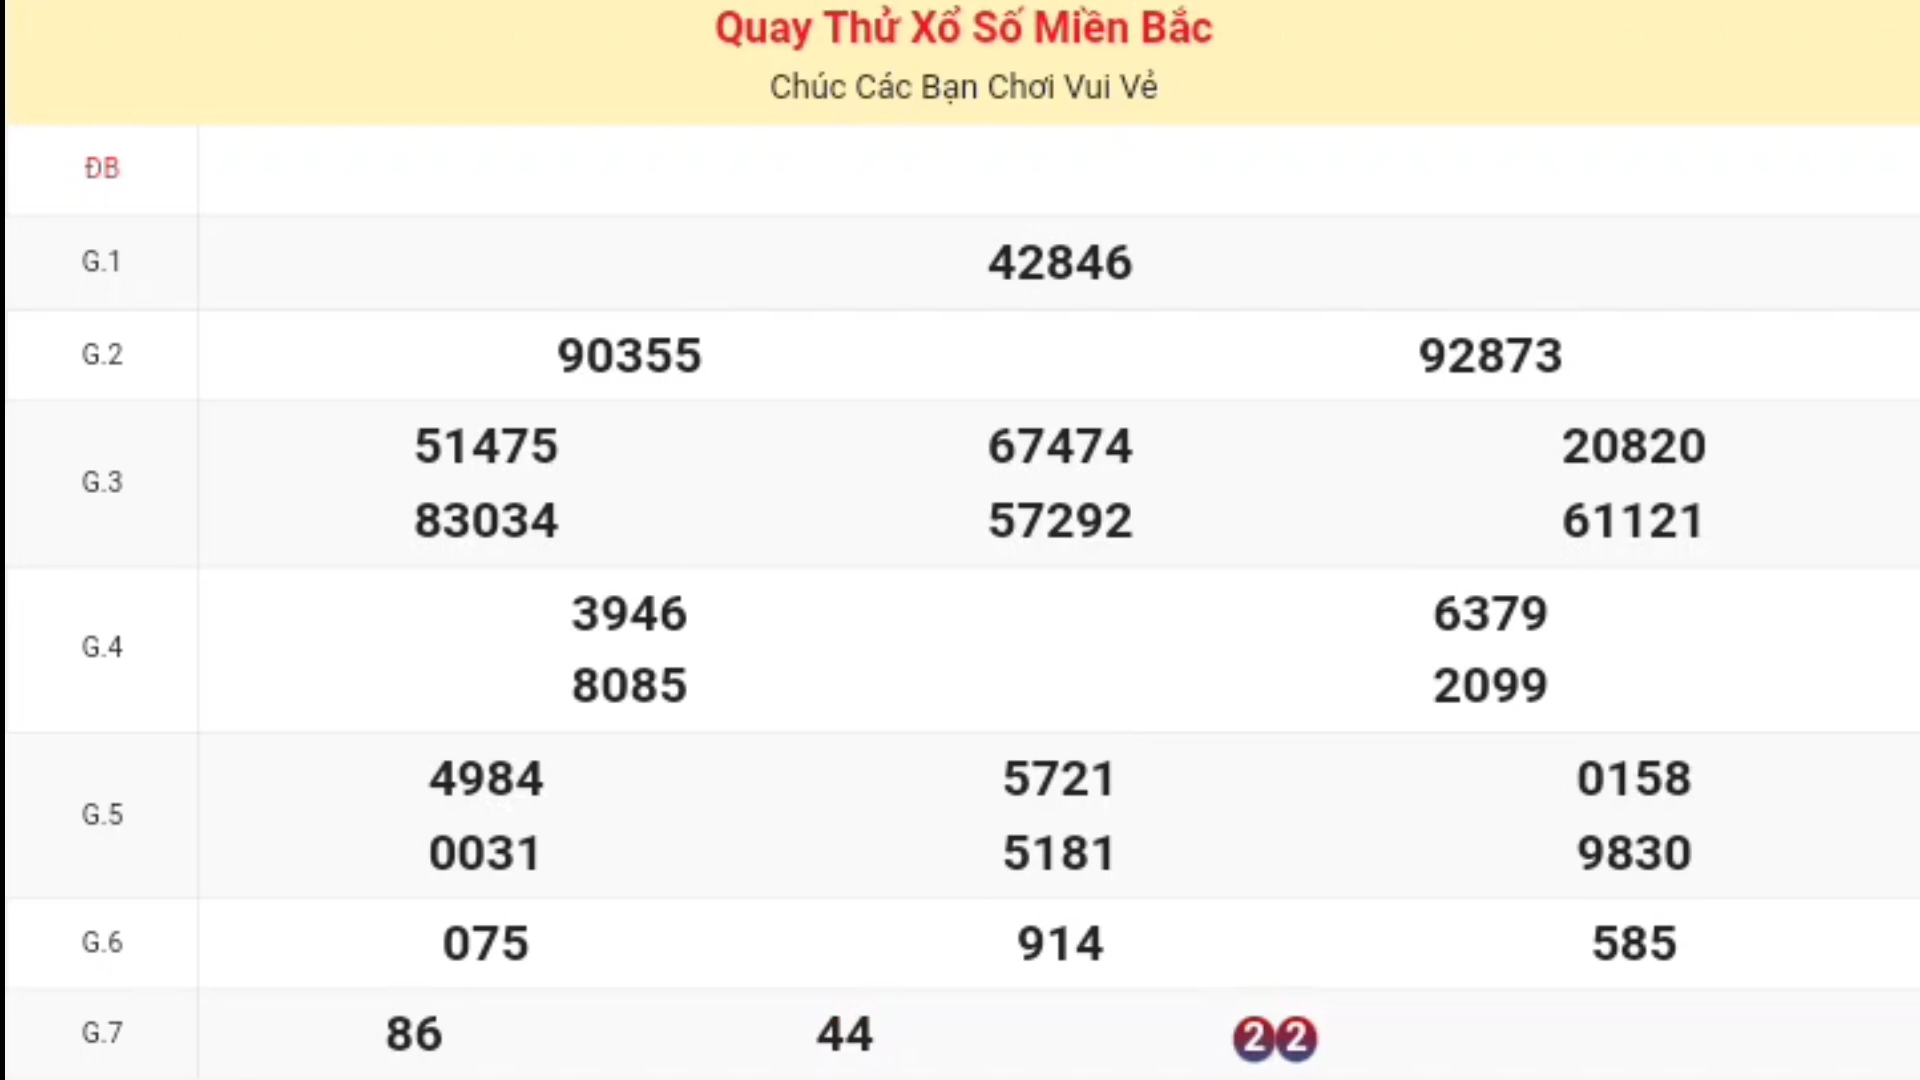 Quay Thử Xổ Số Miền Bắc
Chúc Các Bạn Chơi Vui Vẻ
ĐB
G.1 42846
G.2 90355 92873
G.3 51475 67474 20820
83034 57292 61121
G.4 3946 6379
8085 2099
G.5 4984 5721 0158
0031 5181 9830
G.6 075 914 585
G.7 86 44 22